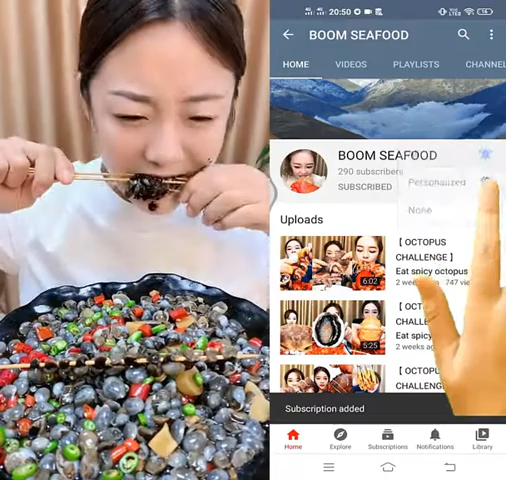 20:50
BOOM SEAFOOD
HOME VIDEOS PLAYLISTS CHANNEL
BOOM SEAFOOD
290 subscribers
SUBSCRIBED
Personalized
None
Uploads
【 OCTOPUS
CHALLENGE 】
Eat spicy octopus
2 weeks ago 747 vie
6:02
【 OCT
CHALLE
Eat spicy
2 weeks a
5:25
【 OCT
CHALLE
Subscription added
Home Explore Subscriptions Notifications Library